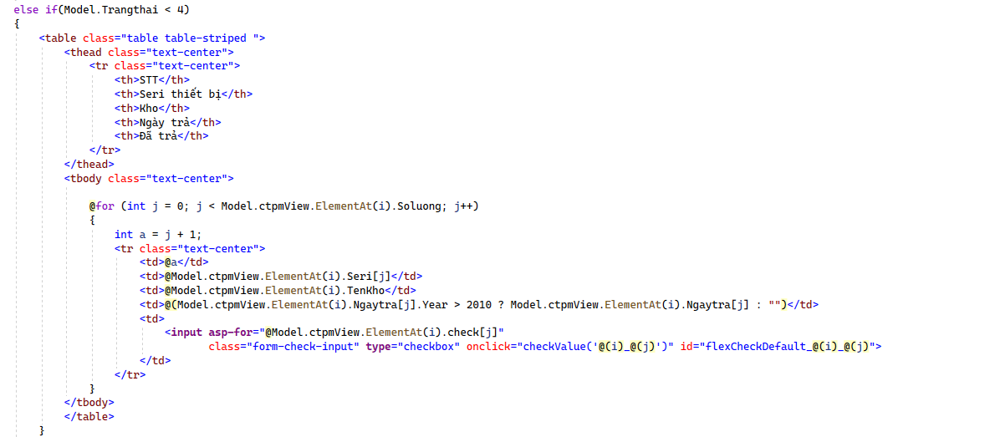 else if(Model.Trangthai < 4)
{
<table class="table table-striped ">
<thead class="text-center">
<tr class="text-center">
<th>STT</th>
<th>Seri thiết bị</th>
<th>Kho</th>
<th>Ngày trả</th>
<th>Đã trả</th>
</tr>
</thead>
<tbody class="text-center">
@for (int j = 0; j < Model.ctpmView.ElementAt(i).Soluong; j++)
{
int a = j + 1;
<tr class="text-center">
<td>@a</td>
<td>@Model.ctpmView.ElementAt(i).Seri[j]</td>
<td>@Model.ctpmView.ElementAt(i).TenKho</td>
<td>@(Model.ctpmView.ElementAt(i).Ngaytra[j].Year > 2010 ? Model.ctpmView.ElementAt(i).Ngaytra[j] : "")</td>
<td>
<input asp-for="@Model.ctpmView.ElementAt(i).check[j]"
class="form-check-input" type="checkbox" onclick="checkValue('@(i)_@(j)')" id="flexCheckDefault_@(i)_@(j)">
</td>
</tr>
}
</tbody>
</table>
}